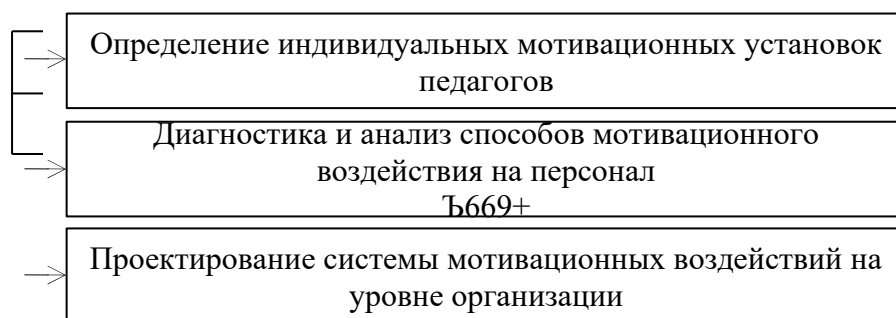 Определение индивидуальных мотивационных установок
педагогов
Диагностика и анализ способов мотивационного
воздействия на персонал
Ъ669+
Проектирование системы мотивационных воздействий на
уровне организации